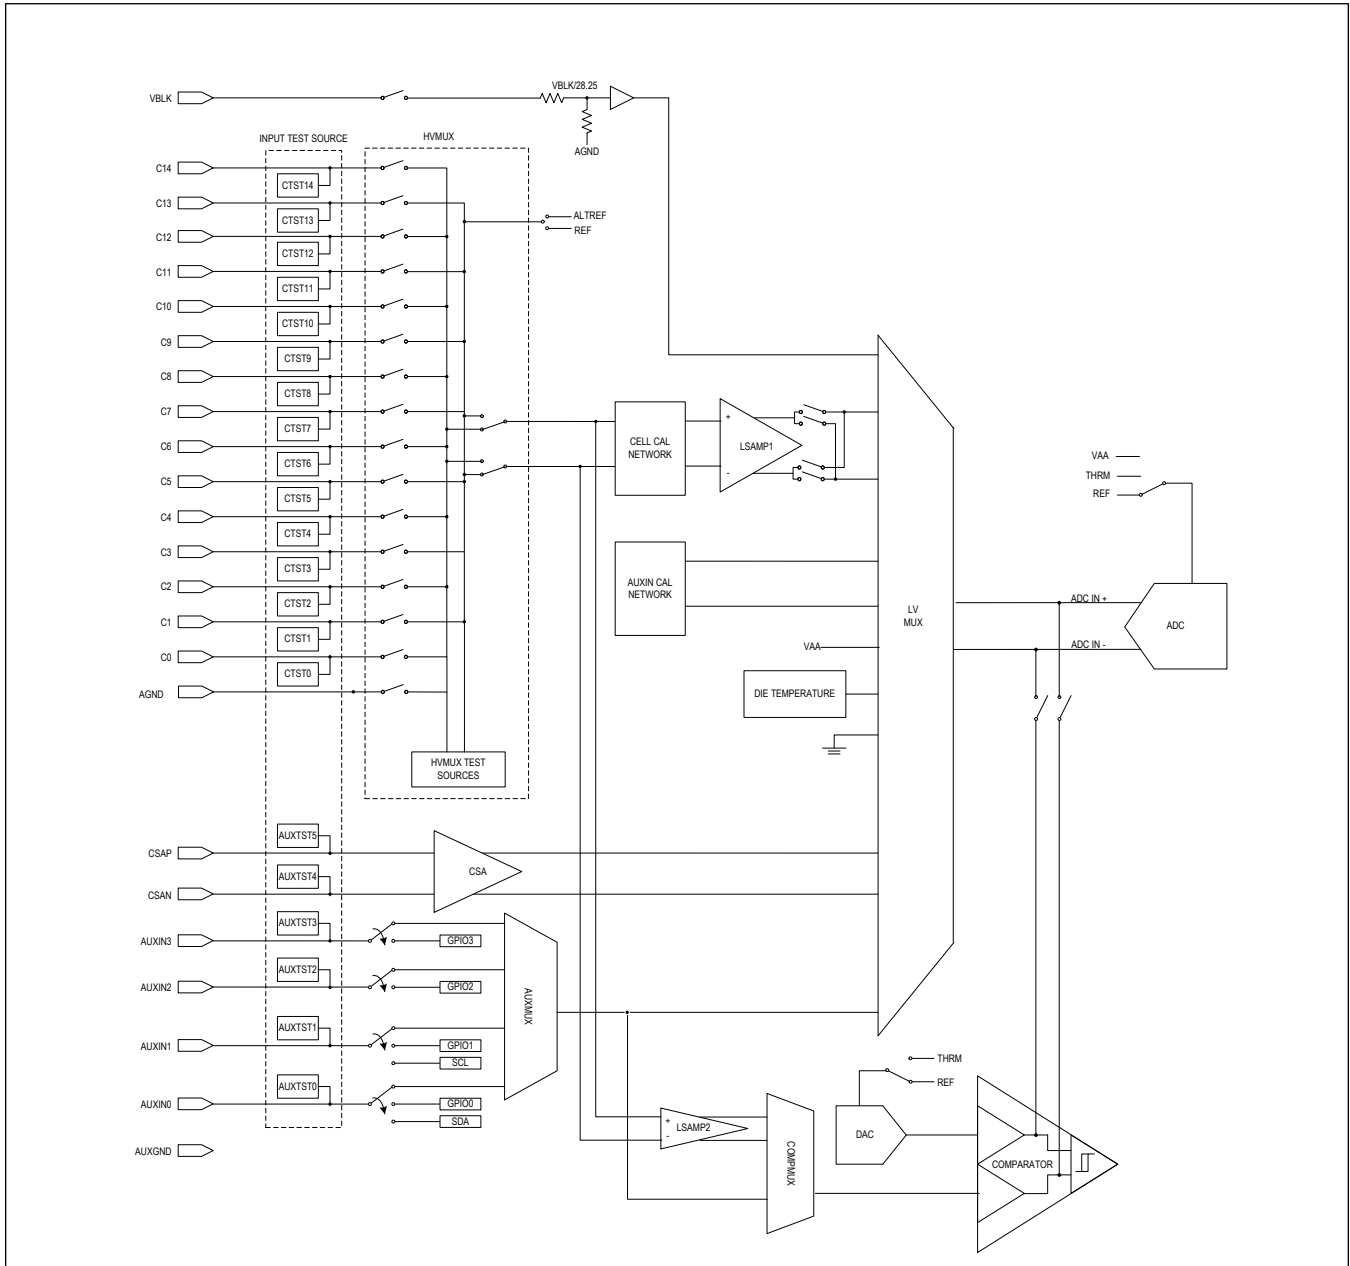 VBLK
VBLK/28.25
AGND
INPUT TEST SOURCE
HVMUX
C14
CTST14
C13
CTST13
ALTREF
REF
C12
CTST12
C11
CTST11
C10
CTST10
C9
CTST9
C8
CTST8
C7
CTST7
C6
CTST6
C5
CTST5
C4
CTST4
C3
CTST3
C2
CTST2
C1
CTST1
C0
CTST0
AGND
HVMUX TEST
SOURCES
CELL CAL
NETWORK
+
-
LSAMP1
AUXIN CAL
NETWORK
VAA
DIE TEMPERATURE
LV
MUX
VAA
THRM
REF
ADC IN +
ADC IN -
ADC
AUXTST5
CSAP
AUXTST4
CSAN
CSA
AUXTST3
AUXIN3
GPIO3
AUXTST2
AUXIN2
GPIO2
AUXTST1
AUXIN1
GPIO1
SCL
AUXTST0
AUXIN0
GPIO0
SDA
AUXGND
AUXMUX
+
-
LSAMP2
COMPMUX
THRM
REF
DAC
COMPARATOR